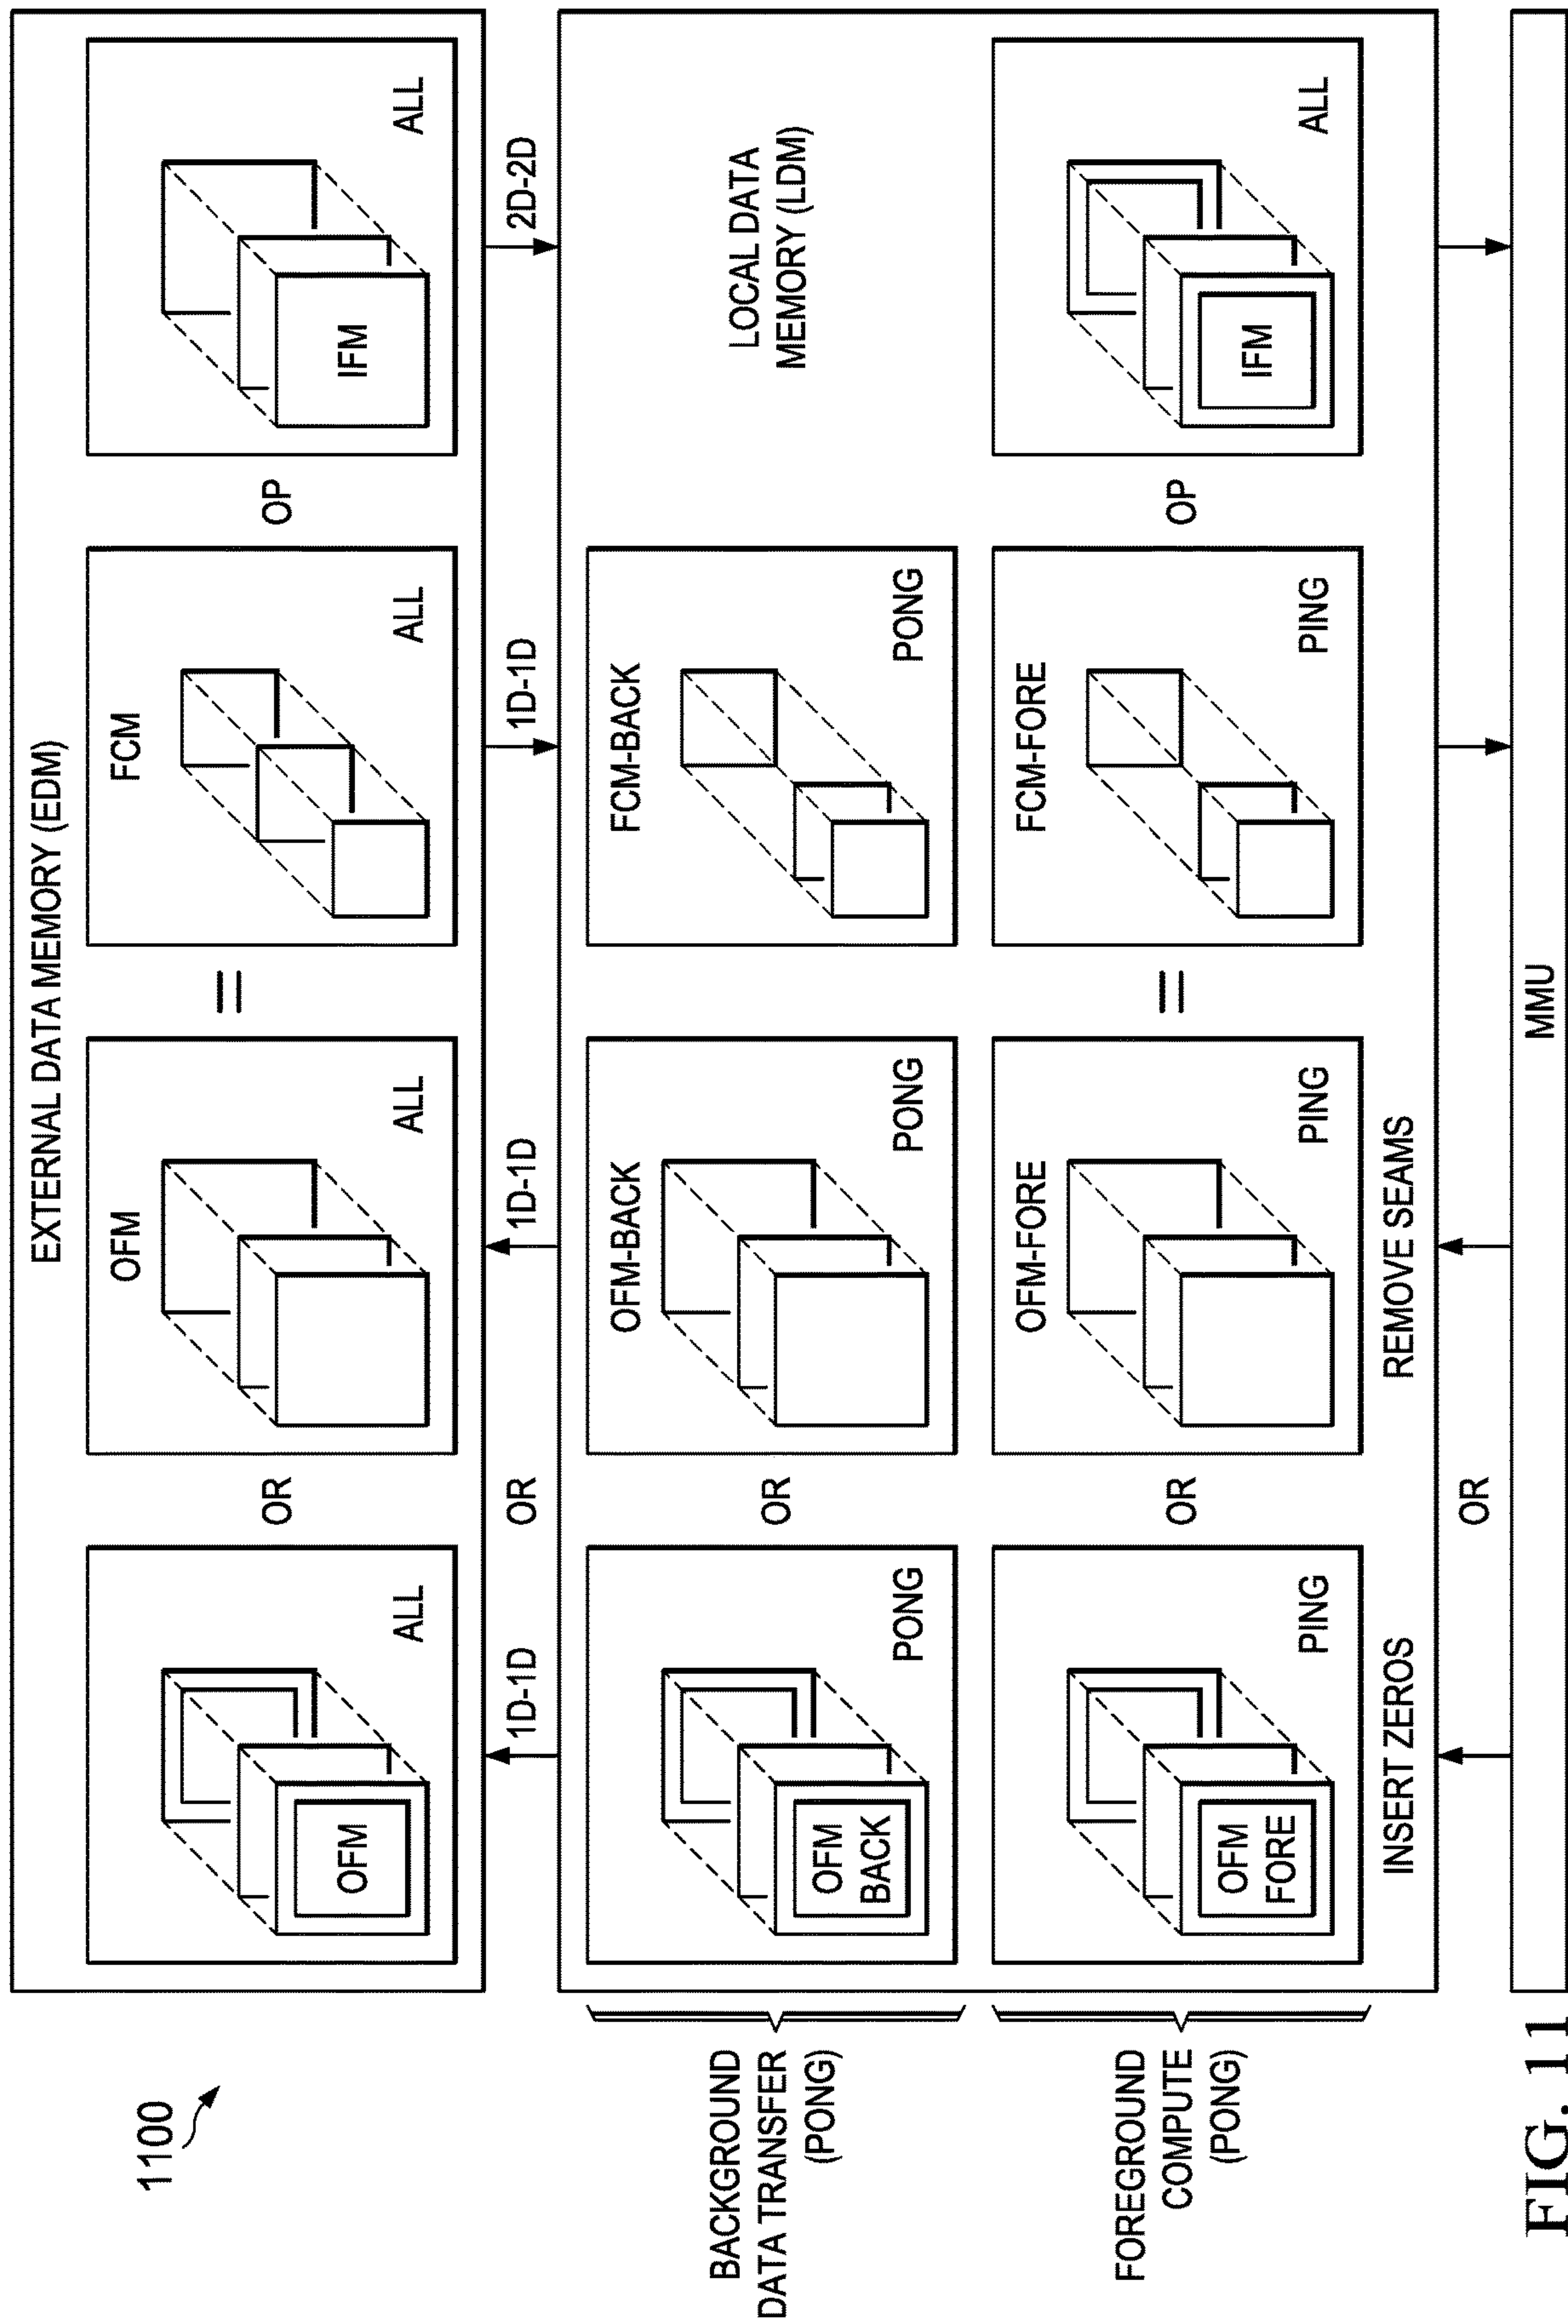 1100
EXTERNAL DATA MEMORY (EDM)
OFM
ALL
OR
OFM
ALL
=
FCM
ALL
OP
IFM
ALL
1D-1D
OR
1D-1D
1D-1D
2D-2D
BACKGROUND
DATA TRANSFER
(PONG)
OFM
BACK
PONG
OR
OFM-BACK
PONG
FCM-BACK
PONG
LOCAL DATA
MEMORY (LDM)
FOREGROUND
COMPUTE
(PONG)
OFM
FORE
PING
OR
OFM-FORE
PING
=
FCM-FORE
PING
OP
IFM
ALL
INSERT ZEROS
REMOVE SEAMS
OR
MMU
FIG. 11